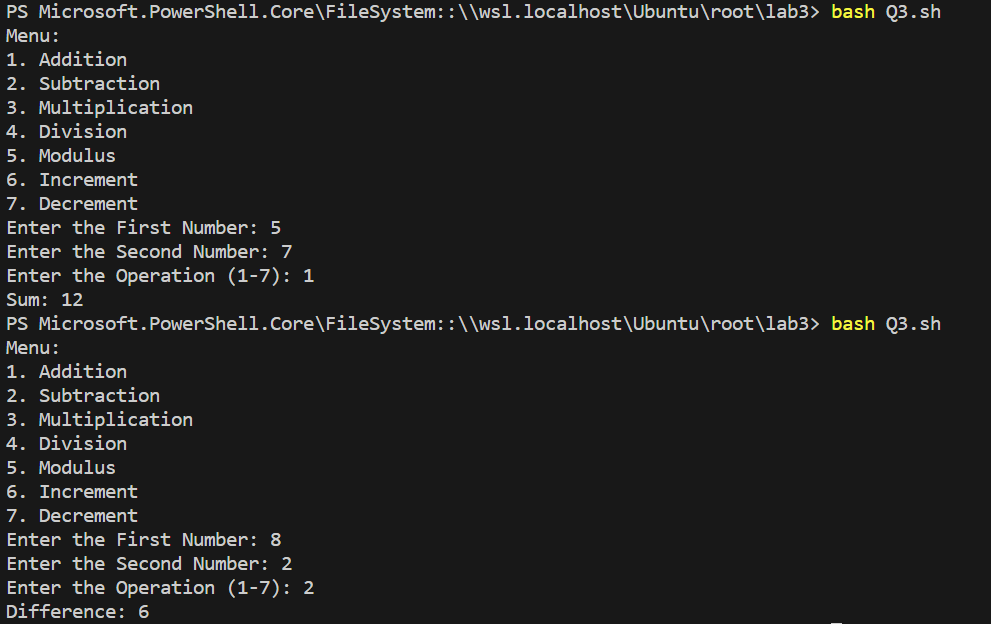 PS Microsoft.PowerShell.Core\FileSystem::\\wsl.localhost\Ubuntu\root\lab3> bash Q3.sh
Menu:
1. Addition
2. Subtraction
3. Multiplication
4. Division
5. Modulus
6. Increment
7. Decrement
Enter the First Number: 5
Enter the Second Number: 7
Enter the Operation (1-7): 1
Sum: 12
PS Microsoft.PowerShell.Core\FileSystem::\\wsl.localhost\Ubuntu\root\lab3> bash Q3.sh
Menu:
1. Addition
2. Subtraction
3. Multiplication
4. Division
5. Modulus
6. Increment
7. Decrement
Enter the First Number: 8
Enter the Second Number: 2
Enter the Operation (1-7): 2
Difference: 6